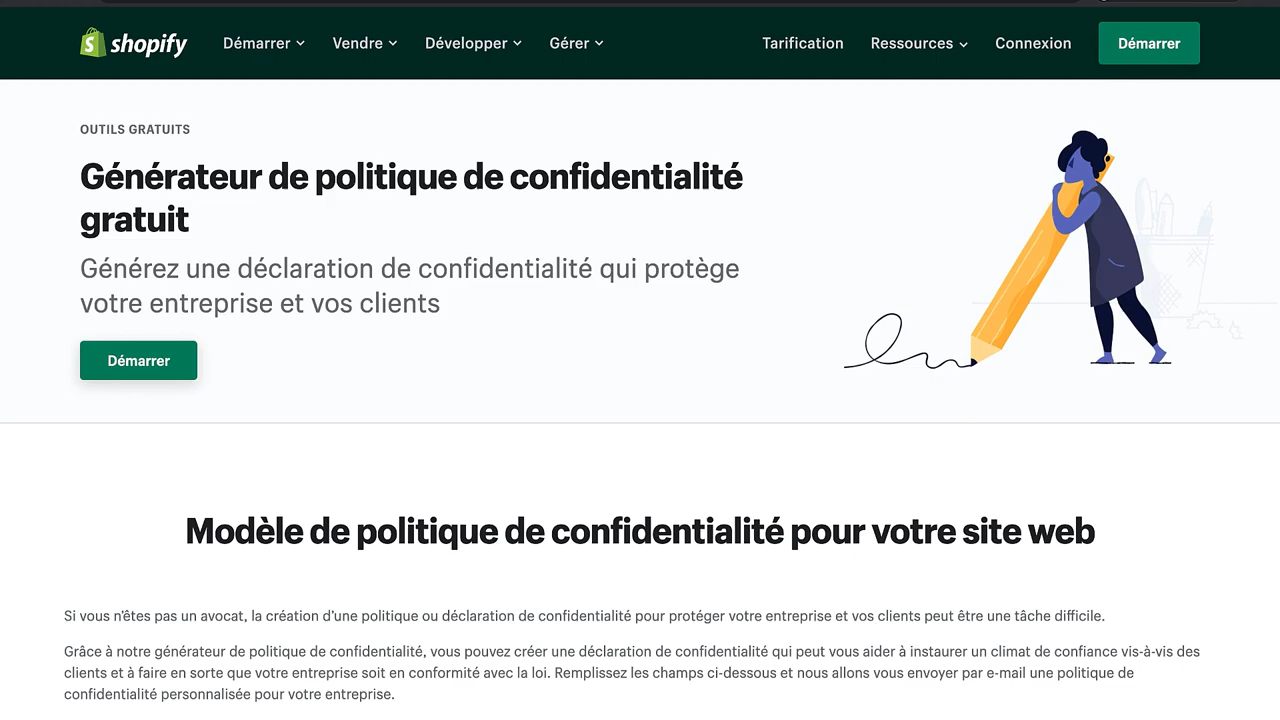 shopify Démarrer Vendre Développer Gérer Tarification Ressources Connexion Démarrer
OUTILS GRATUITS
Générateur de politique de confidentialité
gratuit
Générez une déclaration de confidentialité qui protège
votre entreprise et vos clients
Démarrer
Modèle de politique de confidentialité pour votre site web
Si vous n'êtes pas un avocat, la création d'une politique ou déclaration de confidentialité pour protéger votre entreprise et vos clients peut être une tâche difficile.
Grâce à notre générateur de politique de confidentialité, vous pouvez créer une déclaration de confidentialité qui peut vous aider à instaurer un climat de confiance vis-à-vis des
clients et à faire en sorte que votre entreprise soit en conformité avec la loi. Remplissez les champs ci-dessous et nous allons vous envoyer par e-mail une politique de
confidentialité personnalisée pour votre entreprise.